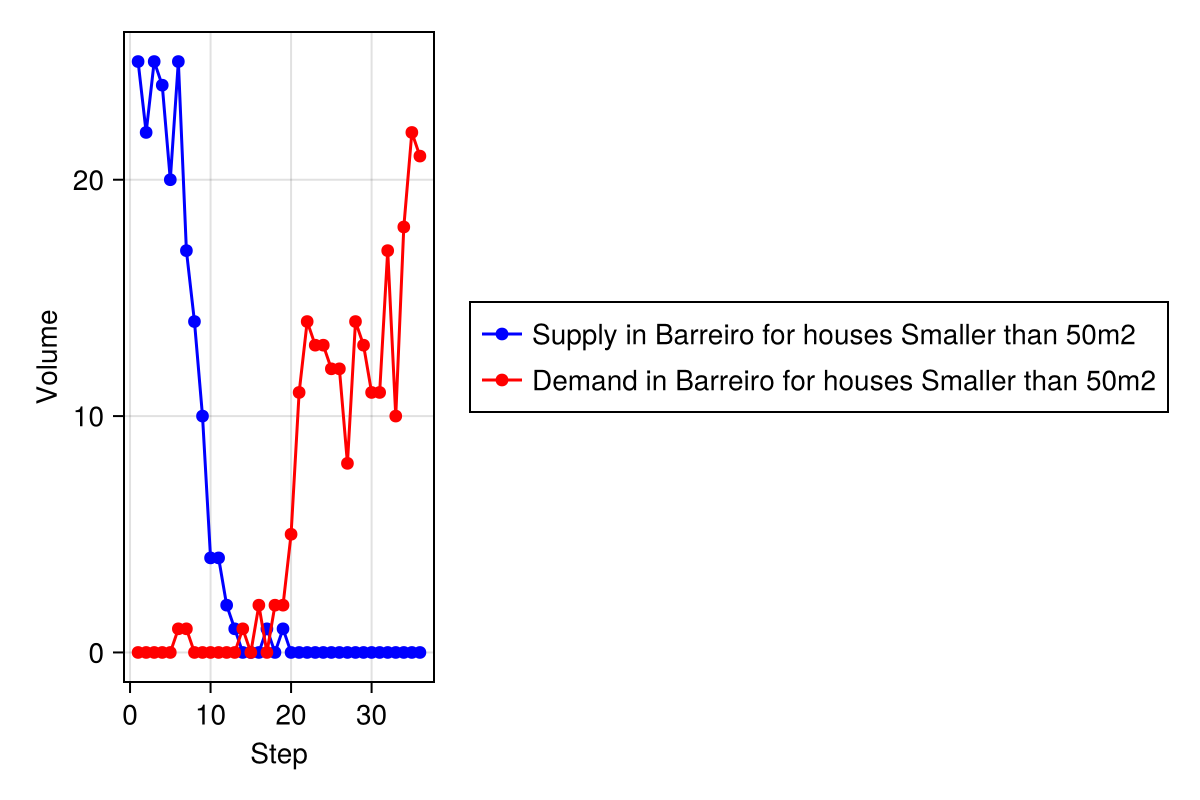 20
10
0
Volume
0 10 20 30
Step
Supply in Barreiro for houses Smaller than 50m2
Demand in Barreiro for houses Smaller than 50m2